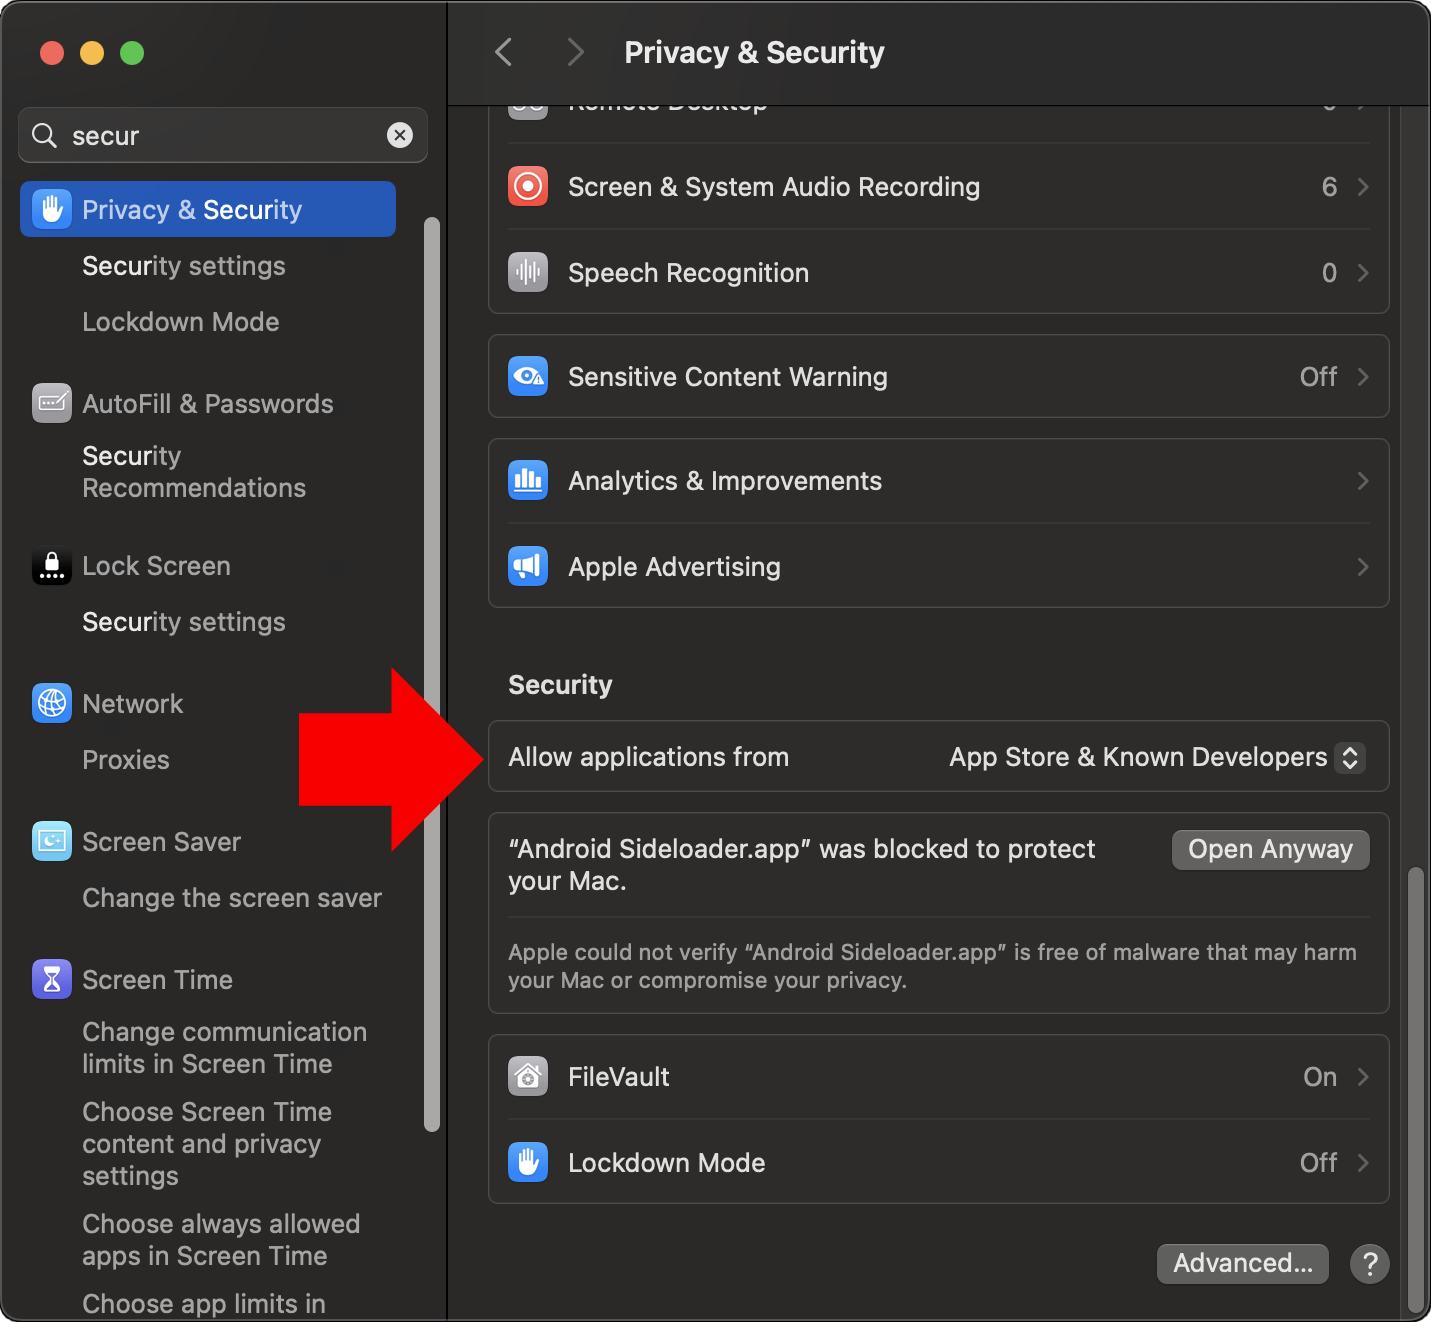 Privacy & Security
secur
Privacy & Security
Security settings
Lockdown Mode
AutoFill & Passwords
Security
Recommendations
Lock Screen
Security settings
Network
Proxies
Screen Saver
Change the screen saver
Screen Time
Change communication
limits in Screen Time
Choose Screen Time
content and privacy
settings
Choose always allowed
apps in Screen Time
Choose app limits in
Remote Desktop
Screen & System Audio Recording 6
Speech Recognition 0
Sensitive Content Warning Off
Analytics & Improvements
Apple Advertising
Security
Allow applications from App Store & Known Developers
“Android Sideloader.app” was blocked to protect
your Mac.
Open Anyway
Apple could not verify “Android Sideloader.app” is free of malware that may harm
your Mac or compromise your privacy.
FileVault On
Lockdown Mode Off
Advanced... ?